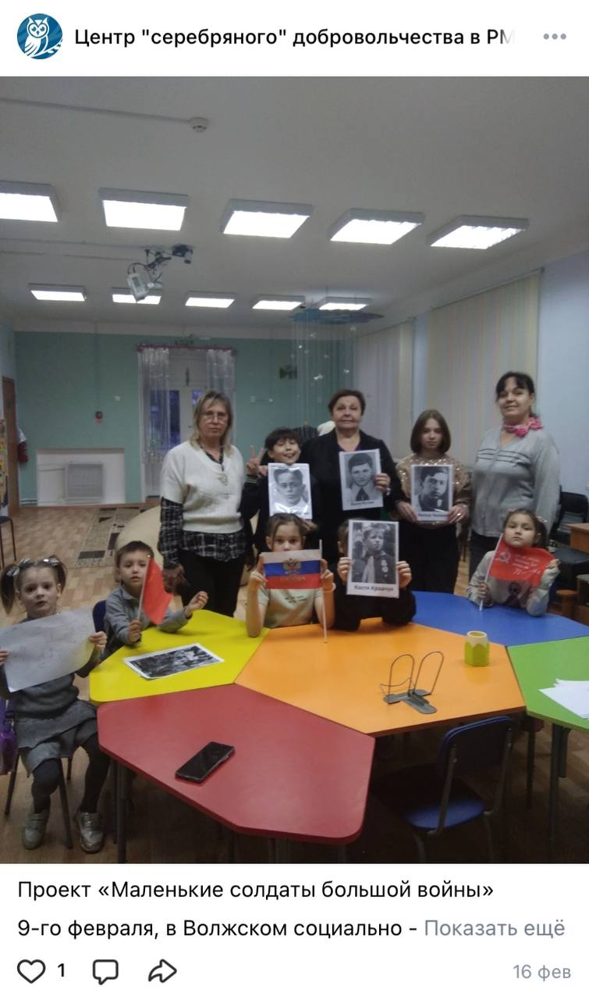 Центр "серебряного" добровольчества в РМ
Костя Кравчук
Проект «Маленькие солдаты большой войны»
9-го февраля, в Волжском социально - Показать ещё
1
16 фев